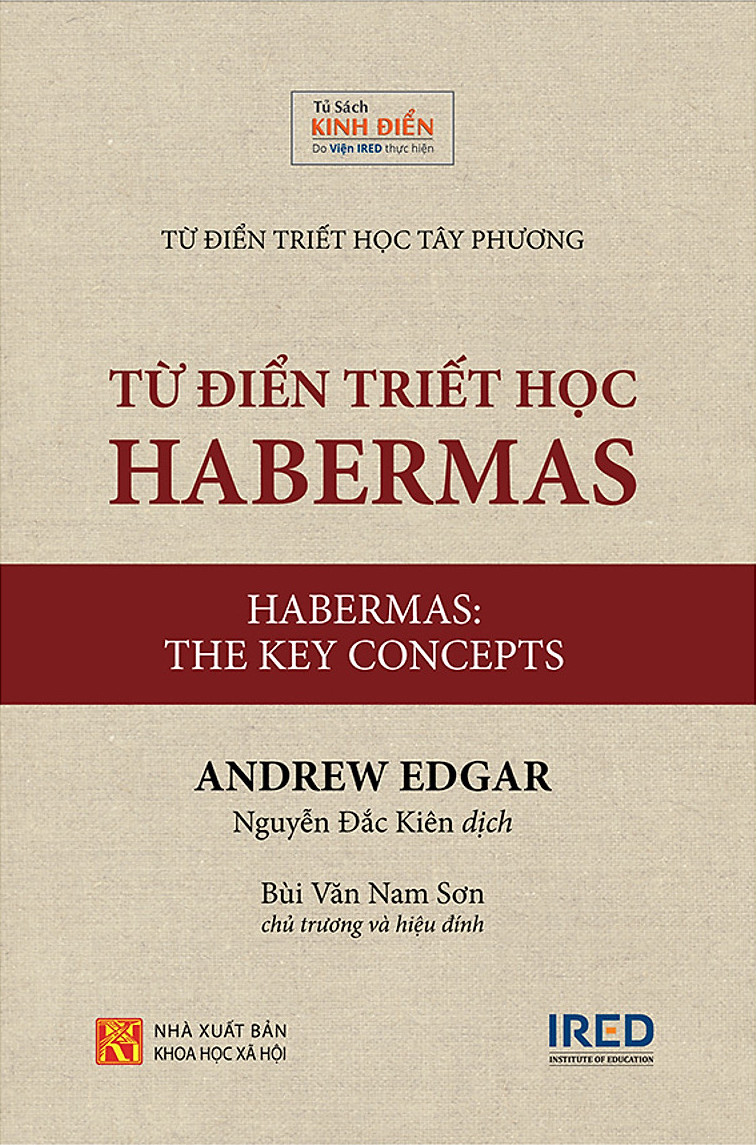 Tủ Sách
KINH ĐIỂN
Do Viện IRED thực hiện
TỪ ĐIỂN TRIẾT HỌC TÂY PHƯƠNG
TỪ ĐIỂN TRIẾT HỌC
HABERMAS
HABERMAS:
THE KEY CONCEPTS
ANDREW EDGAR
Nguyễn Đắc Kiên dịch
Bùi Văn Nam Sơn
chủ trương và hiệu đính
NHÀ XUẤT BẢN
KHOA HỌC XÃ HỘI
IRED
INSTITUTE OF EDUCATION